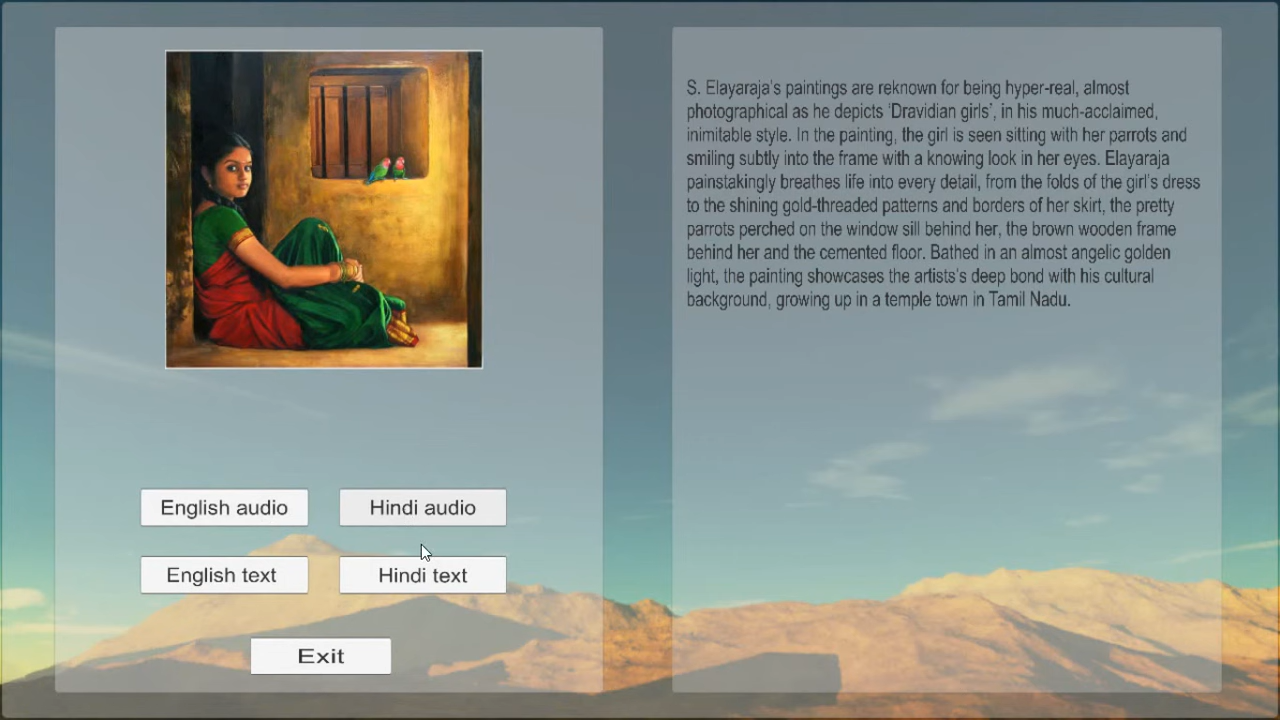 S. Elayaraja's paintings are reknown for being hyper-real, almost
photographical as he depicts ‘Dravidian girls’, in his much-acclaimed,
inimitable style. In the painting, the girl is seen sitting with her parrots and
smiling subtly into the frame with a knowing look in her eyes. Elayaraja
painstakingly breathes life into every detail, from the folds of the girl's dress
to the shining gold-threaded patterns and borders of her skirt, the pretty
parrots perched on the window sill behind her, the brown wooden frame
behind her and the cemented floor. Bathed in an almost angelic golden
light, the painting showcases the artists's deep bond with his cultural
background, growing up in a temple town in Tamil Nadu.
English audio
Hindi audio
English text
Hindi text
Exit